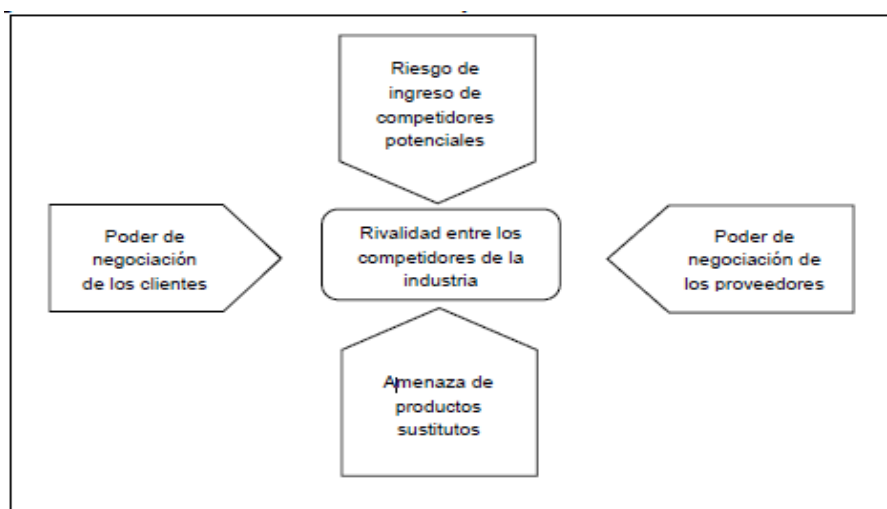 Riesgo de
ingreso de
competidores
potenciales
Poder de
negociación
de los clientes
Rivalidad entre los
competidores de la
industria
Poder de
negociación de
los proveedores
Amenaza de
productos
sustitutos